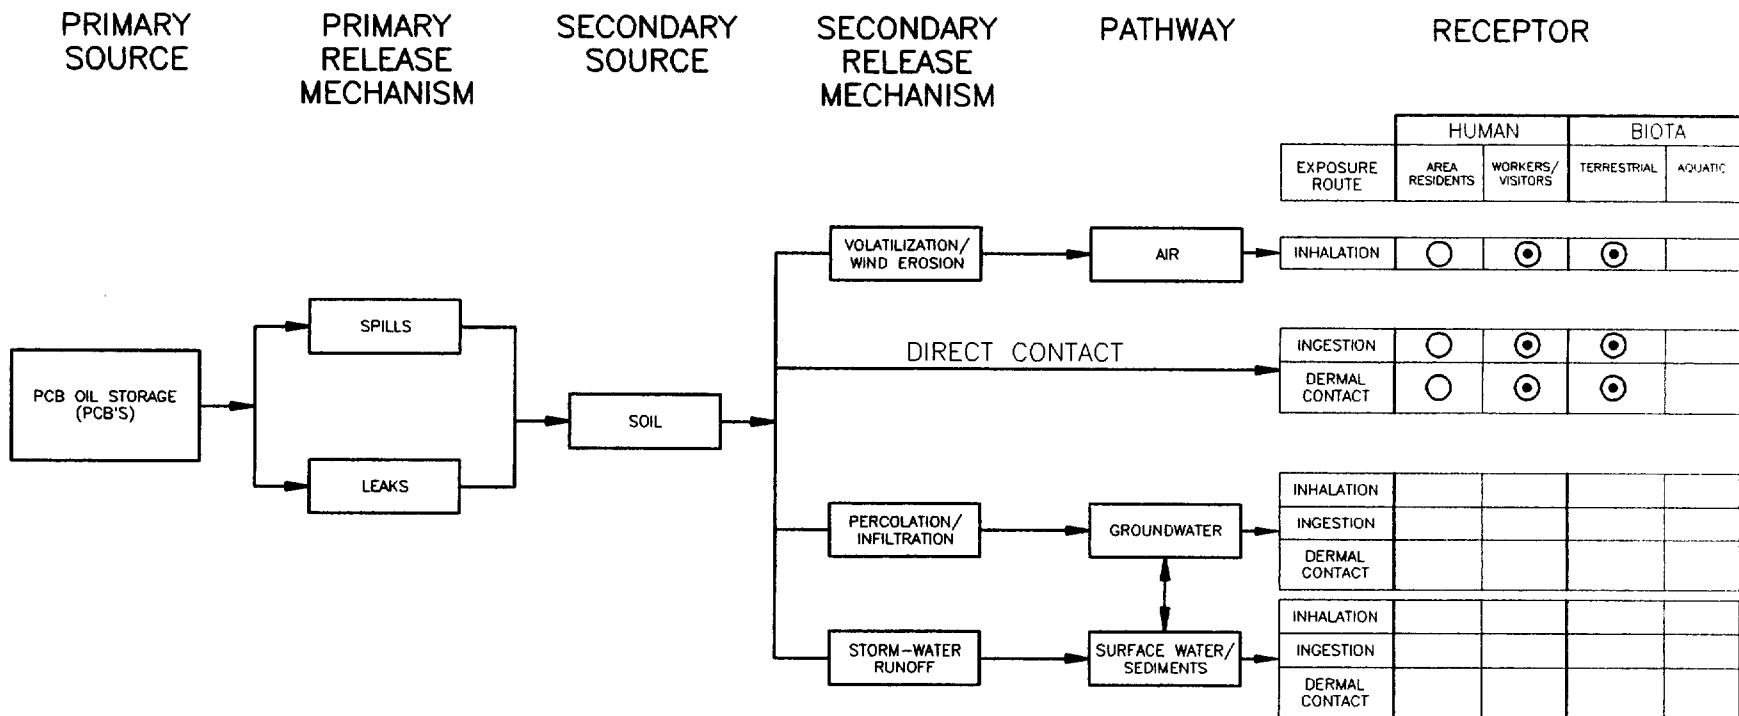 PRIMARY
SOURCE
PRIMARY
RELEASE
MECHANISM
SECONDARY
SOURCE
SECONDARY
RELEASE
MECHANISM
PATHWAY
RECEPTOR
HUMAN
BIOTA
EXPOSURE
ROUTE
AREA
RESIDENTS
WORKERS/
VISITORS
TERRESTRIAL
AQUATIC
VOLATILIZATION/
WIND EROSION
AIR
INHALATION
SPILLS
DIRECT CONTACT
INGESTION
DERMAL
CONTACT
PCB OIL STORAGE
(PCB'S)
SOIL
LEAKS
PERCOLATION/
INFILTRATION
GROUNDWATER
INHALATION
INGESTION
DERMAL
CONTACT
STORM-WATER
RUNOFF
SURFACE WATER/
SEDIMENTS
INHALATION
INGESTION
DERMAL
CONTACT